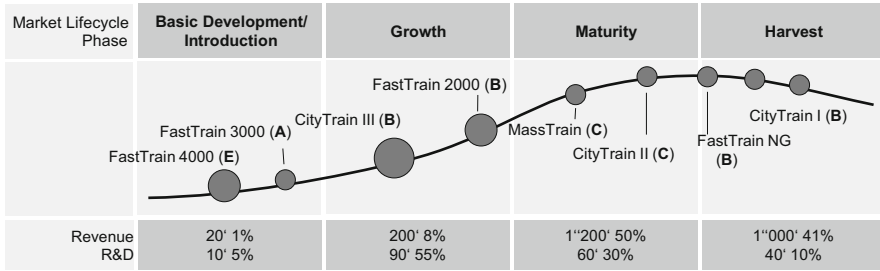 Market Lifecycle
Phase
Basic Development/
Introduction
Growth
Maturity
Harvest
FastTrain 2000 (B)
CityTrain III (B)
FastTrain 3000 (A)
FastTrain 4000 (E)
MassTrain (C)
CityTrain II (C)
CityTrain I (B)
FastTrain NG
(B)
Revenue
R&D
20‘ 1%
10‘ 5%
200‘ 8%
90‘ 55%
1“200‘ 50%
60‘ 30%
1“000‘ 41%
40‘ 10%